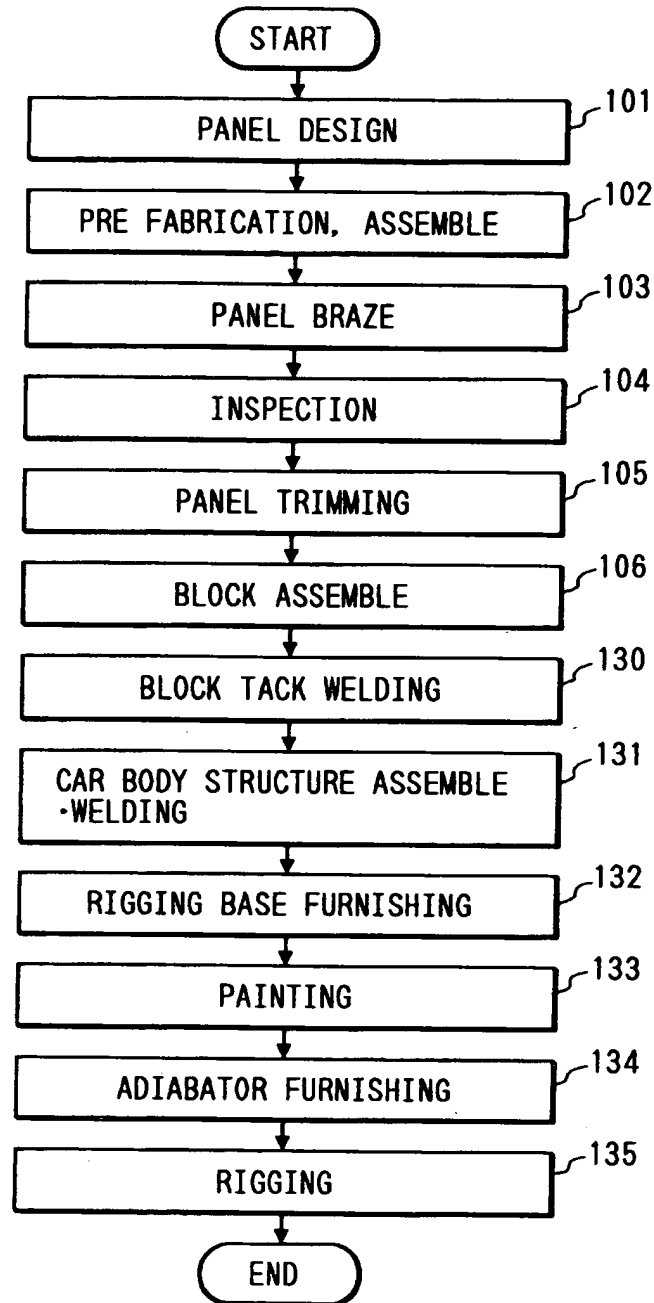 START
101
PANEL DESIGN
102
PRE FABRICATION, ASSEMBLE
103
PANEL BRAZE
104
INSPECTION
105
PANEL TRIMMING
106
BLOCK ASSEMBLE
130
BLOCK TACK WELDING
131
CAR BODY STRUCTURE ASSEMBLE
·WELDING
132
RIGGING BASE FURNISHING
133
PAINTING
134
ADIABATOR FURNISHING
135
RIGGING
END